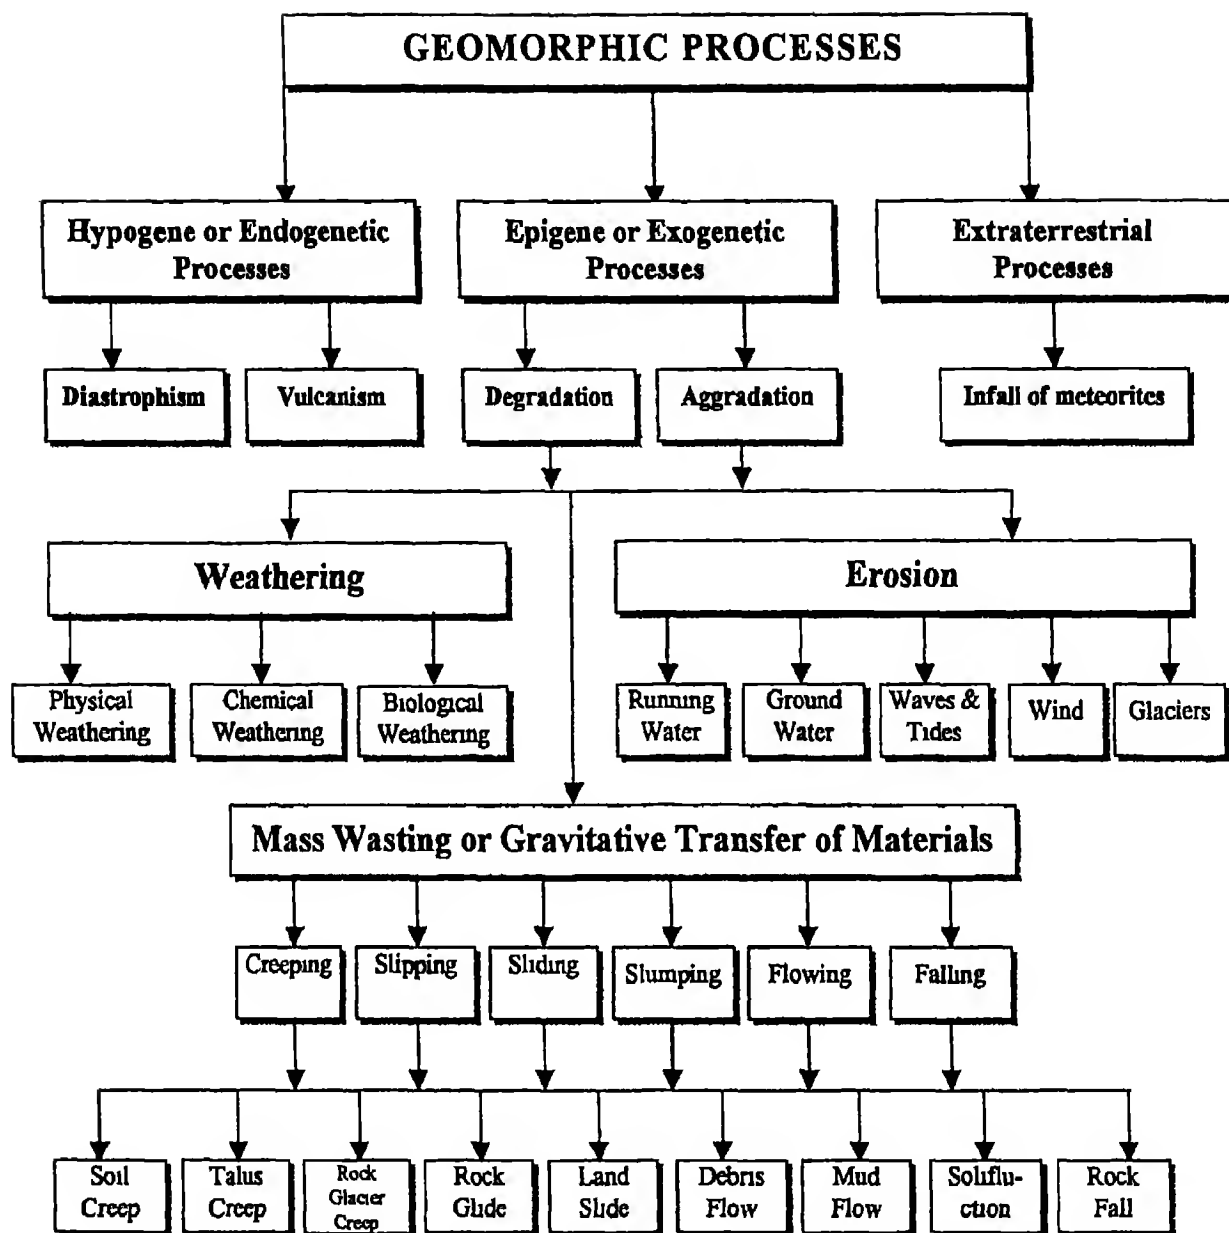 GEOMORPHIC PROCESSES
Hypogene or Endogenetic
Processes
Epigene or Exogenetic
Processes
Extraterrestrial
Processes
Diastrophism
Vulcanism
Degradation
Aggradation
Infall of meteorites
Weathering
Erosion
Physical
Weathering
Chemical
Weathering
Biological
Weathering
Running
Water
Ground
Water
Waves &
Tides
Wind
Glaciers
Mass Wasting or Gravitative Transfer of Materials
Creeping
Slipping
Sliding
Slumping
Flowing
Falling
Soil
Creep
Talus
Creep
Rock
Glacier
Creep
Rock
Glide
Land
Slide
Debris
Flow
Mud
Flow
Soliflu-
ction
Rock
Fall